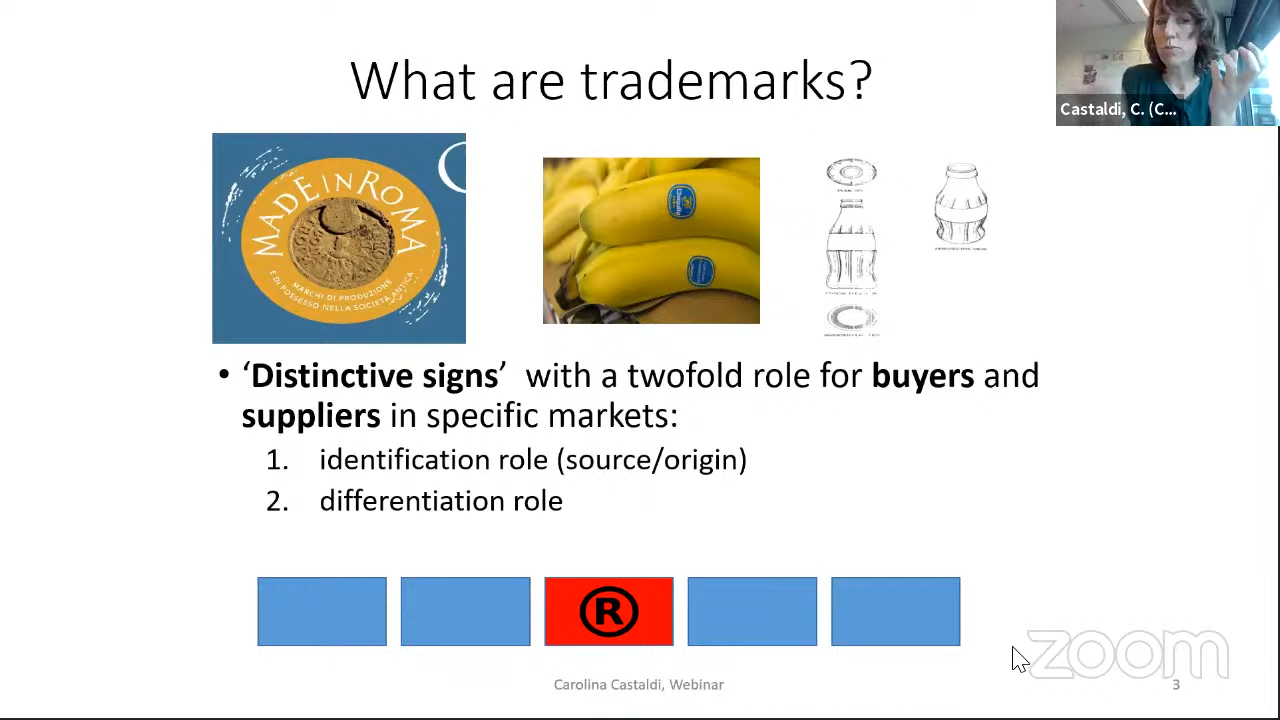 What are trademarks?
Castaldi, C. (C...
MADE IN ROMA
MARCHI DI PRODUZIONE
E DI POSSESSO NELLA SOCIETÀ ANTICA
Chiquita
• ‘Distinctive signs’ with a twofold role for buyers and
suppliers in specific markets:
1. identification role (source/origin)
2. differentiation role
®
zoom
Carolina Castaldi, Webinar
3